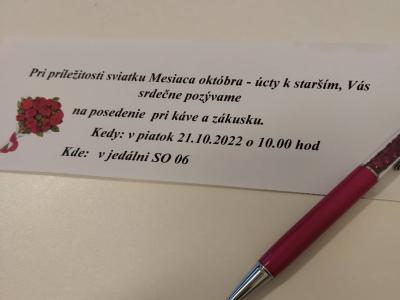 Pri príležitosti sviatku Mesiaca októbra - úcty k starším, Vás
srdečne pozývame
na posedenie pri káve a zákusku.
Kedy: v piatok 21.10.2022 o 10.00 hod
Kde: v jedálni SO 06